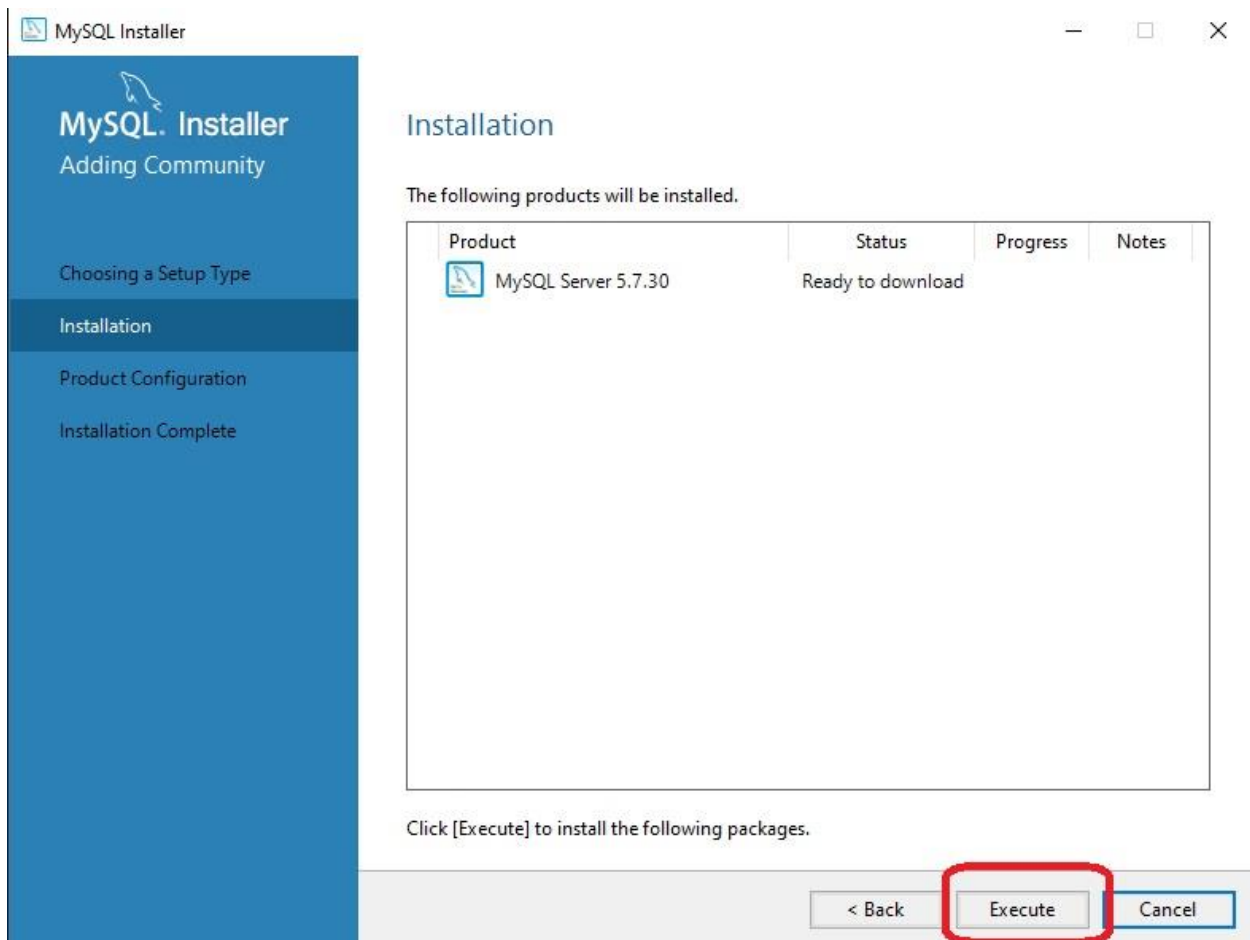 MySQL Installer
MySQL. Installer
Adding Community
Choosing a Setup Type
Installation
Product Configuration
Installation Complete
Installation
The following products will be installed.
Product Status Progress Notes
MySQL Server 5.7.30 Ready to download
Click [Execute] to install the following packages.
< Back Execute Cancel